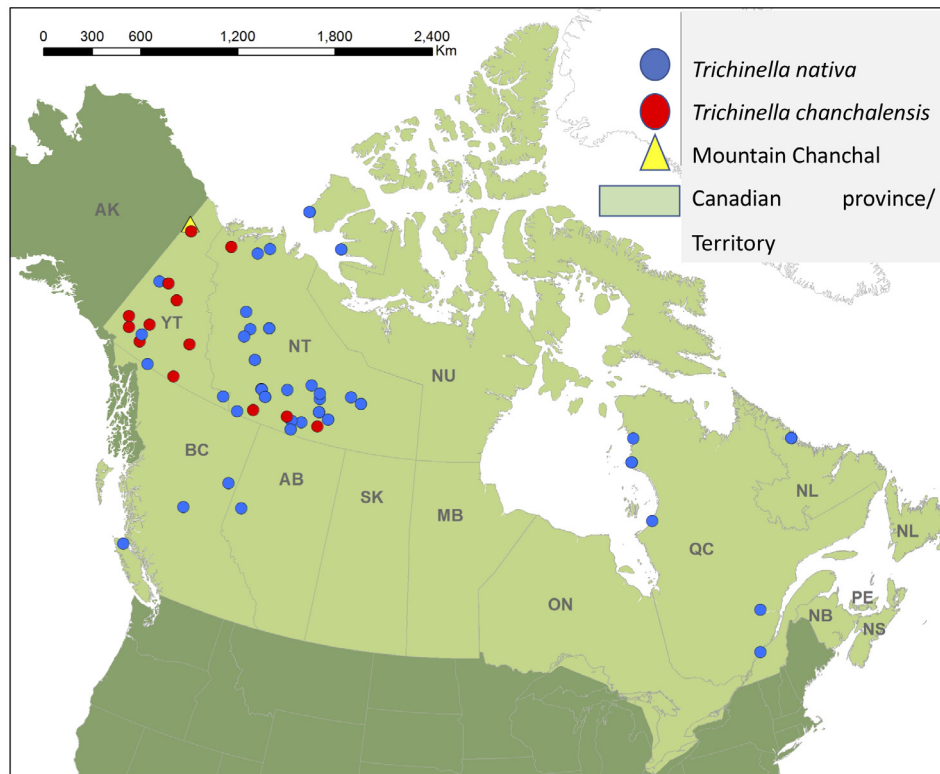 0 300 600 1,200 1,800 2,400
Km
Trichinella nativa
Trichinella chanchalensis
Mountain Chanchal
Canadian province/
Territory
AK
YT
NT
NU
BC
AB
SK
MB
ON
QC
NL
NL
PE
NB
NS